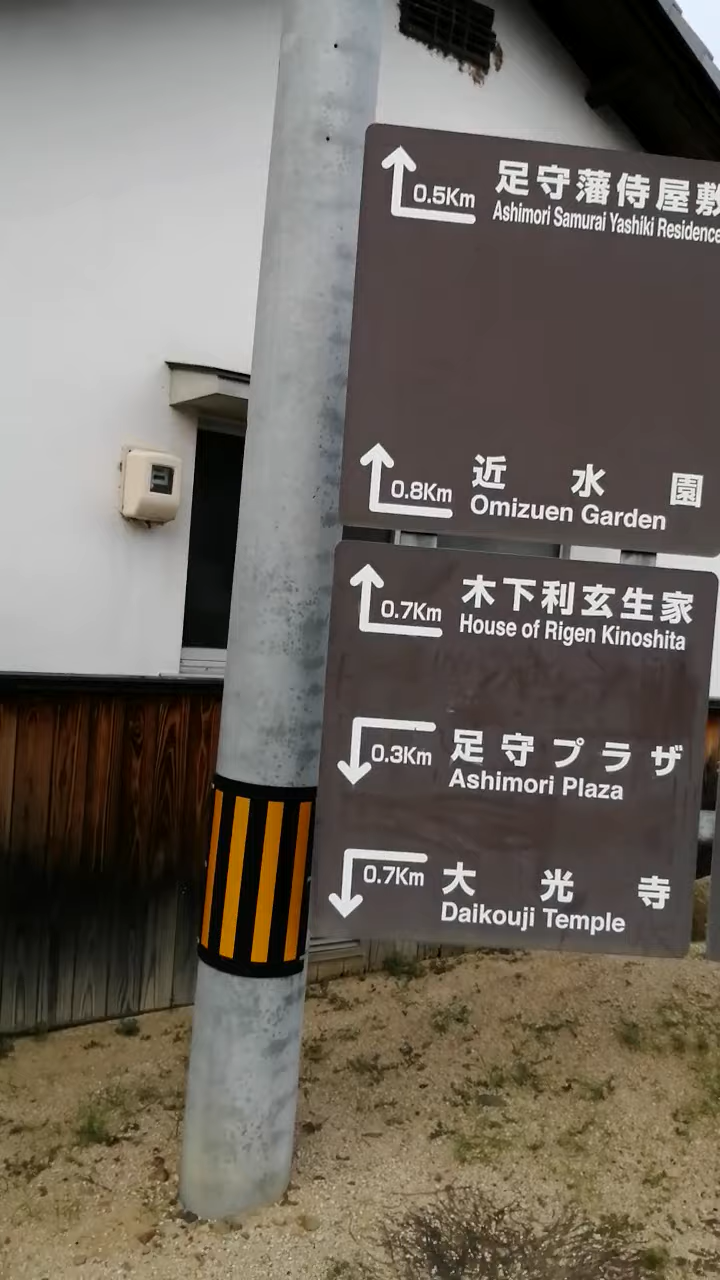 0.5Km
足守藩侍屋敷
Ashimori Samurai Yashiki Residence
0.8Km
近水園
Omizuen Garden
0.7Km
木下利玄生家
House of Rigen Kinoshita
0.3Km
足守プラザ
Ashimori Plaza
0.7Km
大光寺
Daikouji Temple